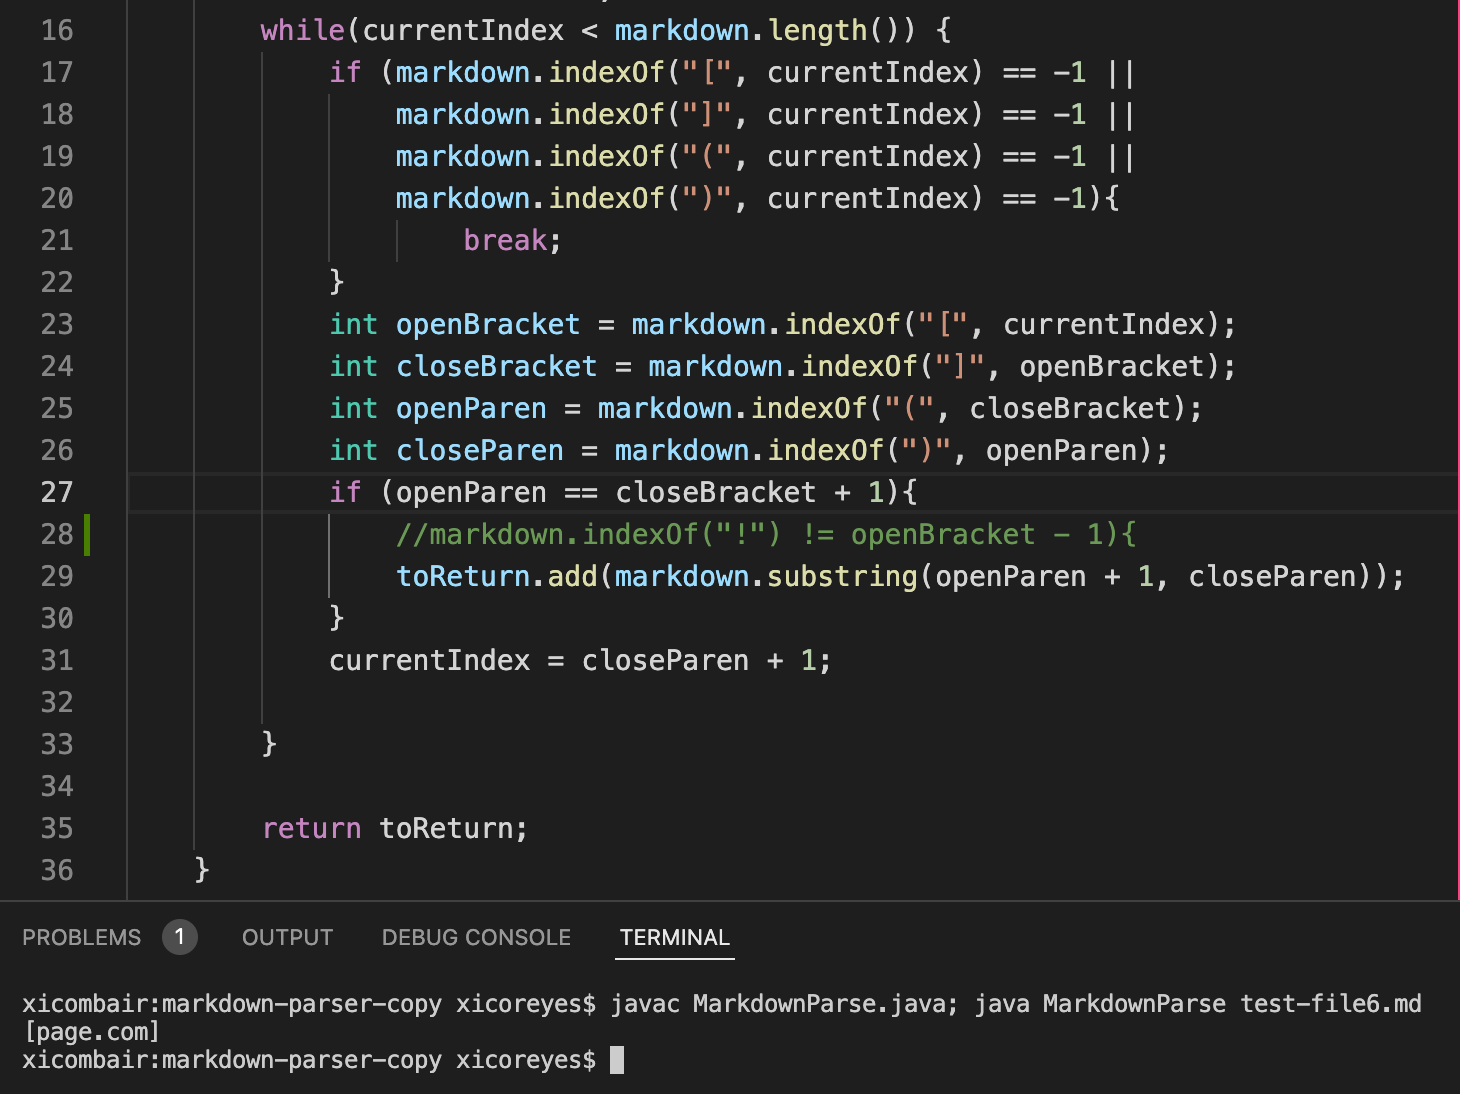 16 while(currentIndex < markdown.length()) {
17 if (markdown.indexOf("[", currentIndex) == -1 ||
18 markdown.indexOf("]", currentIndex) == -1 ||
19 markdown.indexOf("(", currentIndex) == -1 ||
20 markdown.indexOf(")", currentIndex) == -1){
21 break;
22 }
23 int openBracket = markdown.indexOf("[", currentIndex);
24 int closeBracket = markdown.indexOf("]", openBracket);
25 int openParen = markdown.indexOf("(", closeBracket);
26 int closeParen = markdown.indexOf(")", openParen);
27 if (openParen == closeBracket + 1){
28 //markdown.indexOf("!") != openBracket - 1){
29 toReturn.add(markdown.substring(openParen + 1, closeParen));
30 }
31 currentIndex = closeParen + 1;
32
33 }
34
35 return toReturn;
36 }
PROBLEMS 1 OUTPUT DEBUG CONSOLE TERMINAL
xicombair:markdown-parser-copy xicoreyes$ javac MarkdownParse.java; java MarkdownParse test-file6.md
[page.com]
xicombair:markdown-parser-copy xicoreyes$